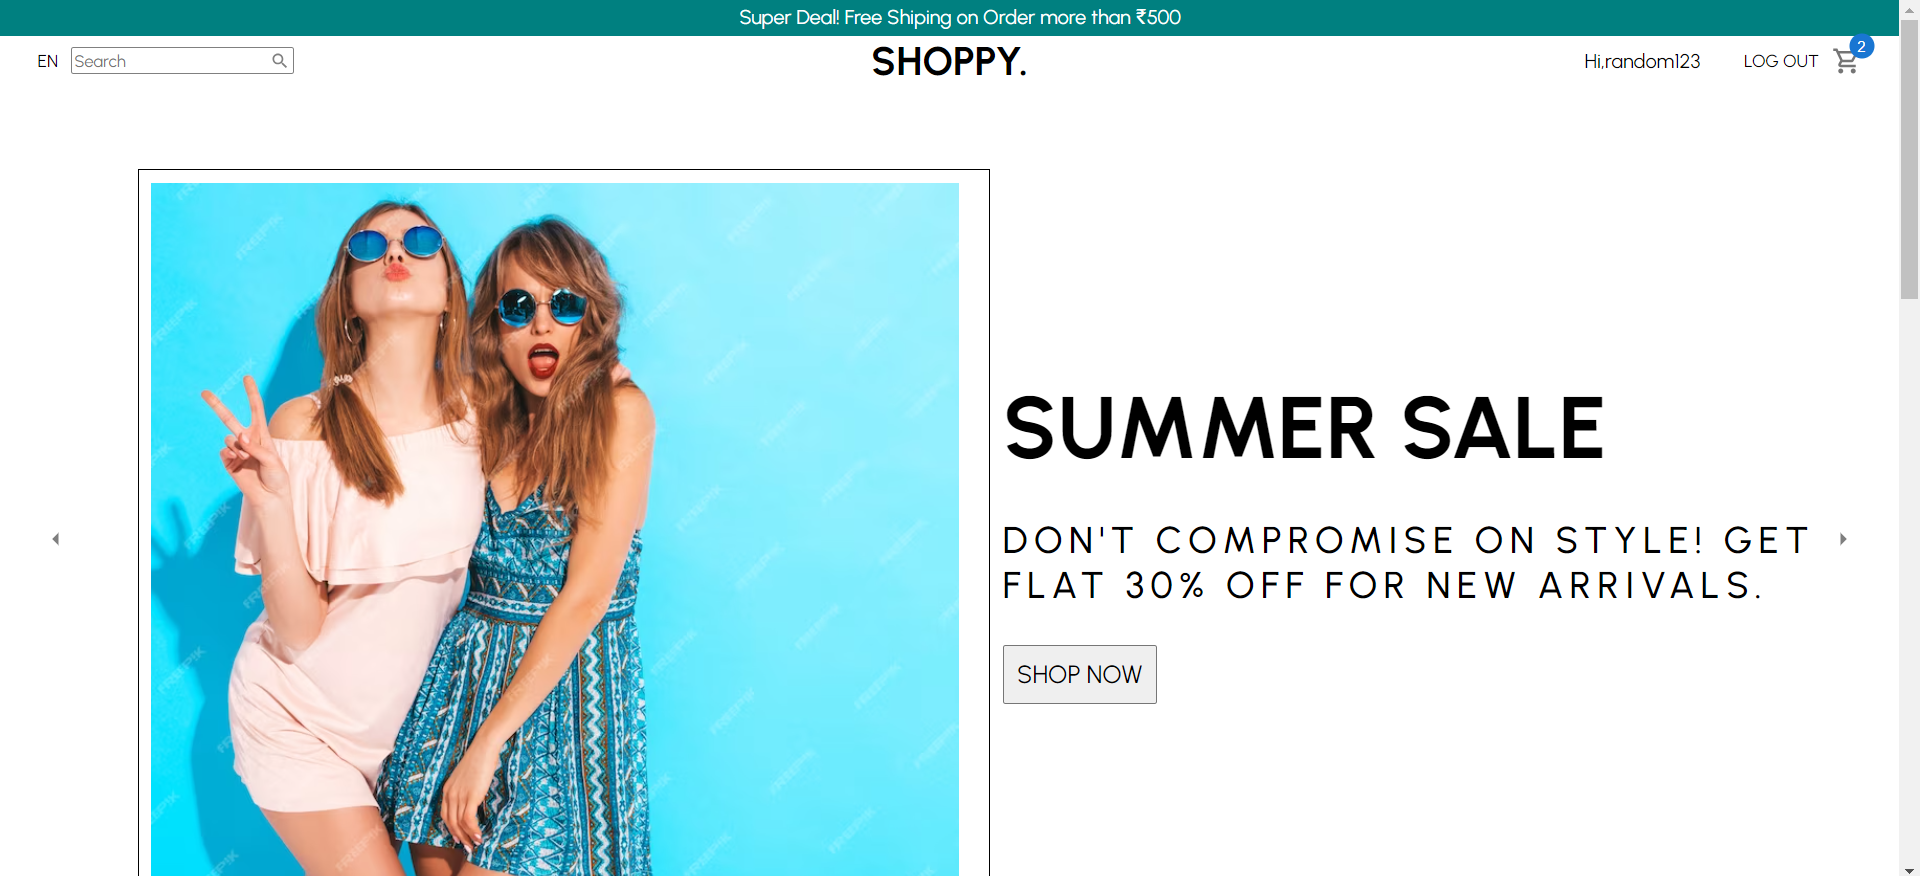 Super Deal! Free Shiping on Order more than ₹500
EN
Search
SHOPPY.
Hi,random123
LOG OUT
2
SUMMER SALE
DON'T COMPROMISE ON STYLE! GET
FLAT 30% OFF FOR NEW ARRIVALS.
SHOP NOW
FREEPIK